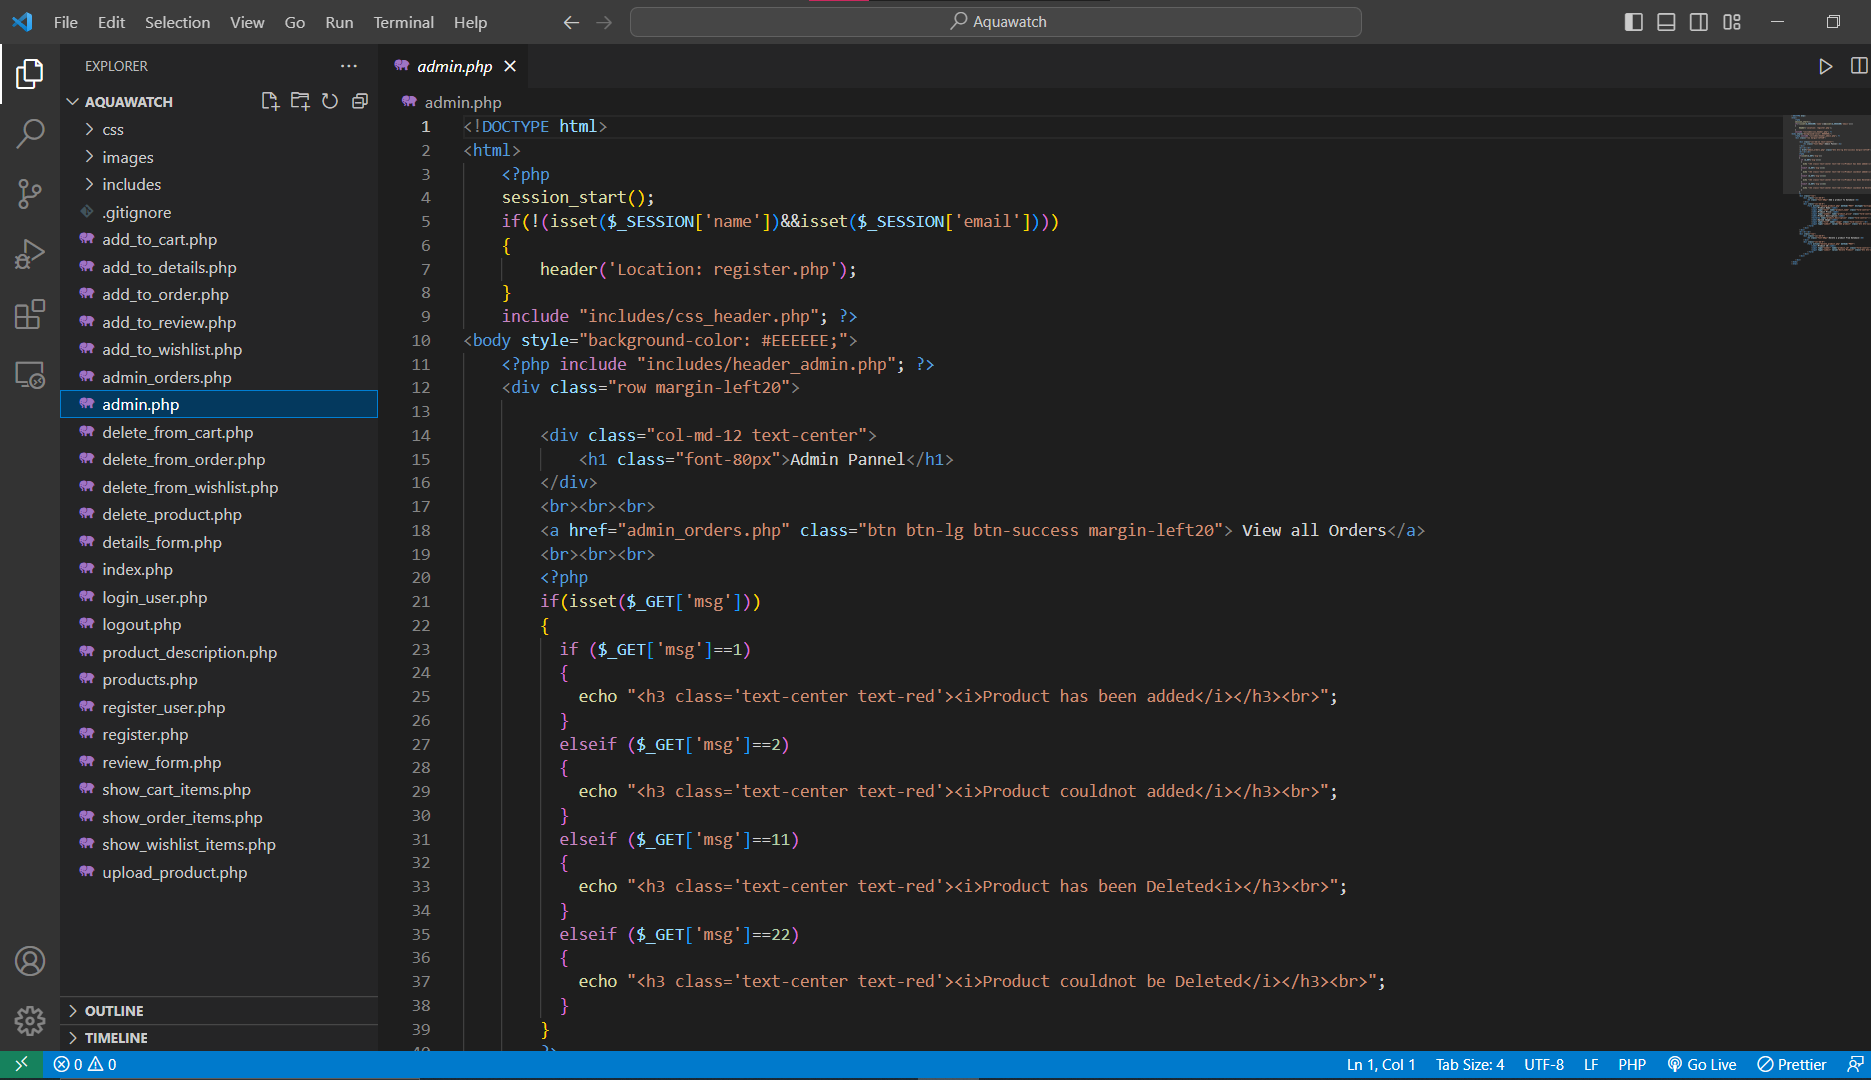 File Edit Selection View Go Run Terminal Help
Aquawatch
EXPLORER
AQUAWATCH
css
images
includes
.gitignore
add_to_cart.php
add_to_details.php
add_to_order.php
add_to_review.php
add_to_wishlist.php
admin_orders.php
admin.php
delete_from_cart.php
delete_from_order.php
delete_from_wishlist.php
delete_product.php
details_form.php
index.php
login_user.php
logout.php
product_description.php
products.php
register_user.php
register.php
review_form.php
show_cart_items.php
show_order_items.php
show_wishlist_items.php
upload_product.php
OUTLINE
TIMELINE
admin.php
admin.php
1 <!DOCTYPE html>
2 <html>
3 <?php
4 session_start();
5 if(!(isset($_SESSION['name'])&&isset($_SESSION['email'])))
6 {
7 header('Location: register.php');
8 }
9 include "includes/css_header.php"; ?>
10 <body style="background-color: #EEEEEE;">
11 <?php include "includes/header_admin.php"; ?>
12 <div class="row margin-left20">
13
14 <div class="col-md-12 text-center">
15 <h1 class="font-80px">Admin Pannel</h1>
16 </div>
17 <br><br><br>
18 <a href="admin_orders.php" class="btn btn-lg btn-success margin-left20"> View all Orders</a>
19 <br><br><br>
20 <?php
21 if(isset($_GET['msg']))
22 {
23 if ($_GET['msg']==1)
24 {
25 echo "<h3 class='text-center text-red'><i>Product has been added</i></h3><br>";
26 }
27 elseif ($_GET['msg']==2)
28 {
29 echo "<h3 class='text-center text-red'><i>Product couldnot added</i></h3><br>";
30 }
31 elseif ($_GET['msg']==11)
32 {
33 echo "<h3 class='text-center text-red'><i>Product has been Deleted<i></h3><br>";
34 }
35 elseif ($_GET['msg']==22)
36 {
37 echo "<h3 class='text-center text-red'><i>Product couldnot be Deleted</i></h3><br>";
38 }
39 }
0 0 Ln 1, Col 1 Tab Size: 4 UTF-8 LF PHP Go Live Prettier